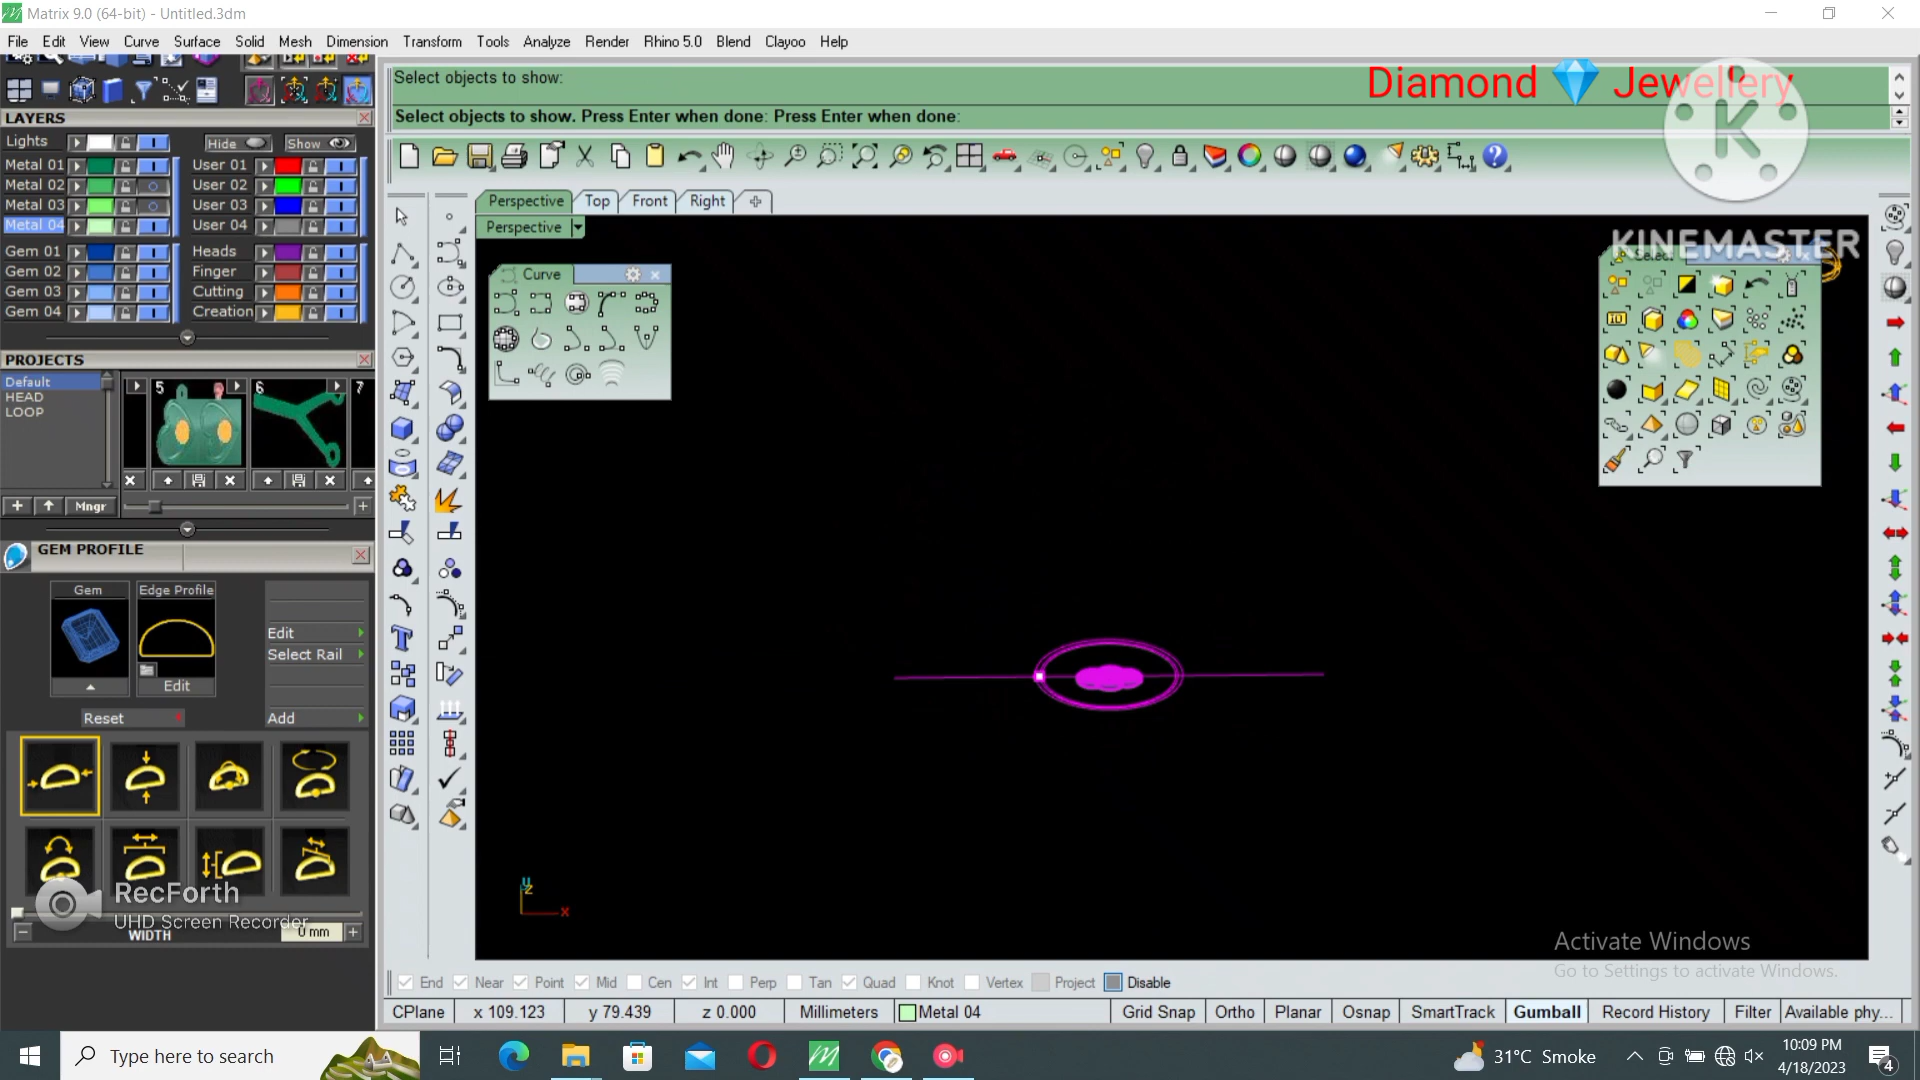 Matrix 9.0 (64-bit) - Untitled.3dm
File Edit View Curve Surface Solid Mesh Dimension Transform Tools Analyze Render Rhino 5.0 Blend Clayoo Help
Select objects to show:
Select objects to show. Press Enter when done: Press Enter when done:
Diamond 💎 Jewellery
K
KINEMASTER
LAYERS
Lights Hide Show
Metal 01 User 01
Metal 02 User 02
Metal 03 User 03
Metal 04 User 04
Gem 01 Heads
Gem 02 Finger
Gem 03 Cutting
Gem 04 Creation
PROJECTS
Default
HEAD
LOOP
5 6 7
Mngr
GEM PROFILE
Gem Edge Profile
Edit
Select Rail
Edit
Reset Add
RecForth
UHD Screen Recorder
WIDTH 0 mm
Perspective Top Front Right
Perspective
Curve
Select
z
x
Activate Windows
Go to Settings to activate Windows.
End Near Point Mid Cen Int Perp Tan Quad Knot Vertex Project Disable
CPlane x 109.123 y 79.439 z 0.000 Millimeters Metal 04 Grid Snap Ortho Planar Osnap SmartTrack Gumball Record History Filter Available phy...
Type here to search
31°C Smoke
10:09 PM
4/18/2023
4